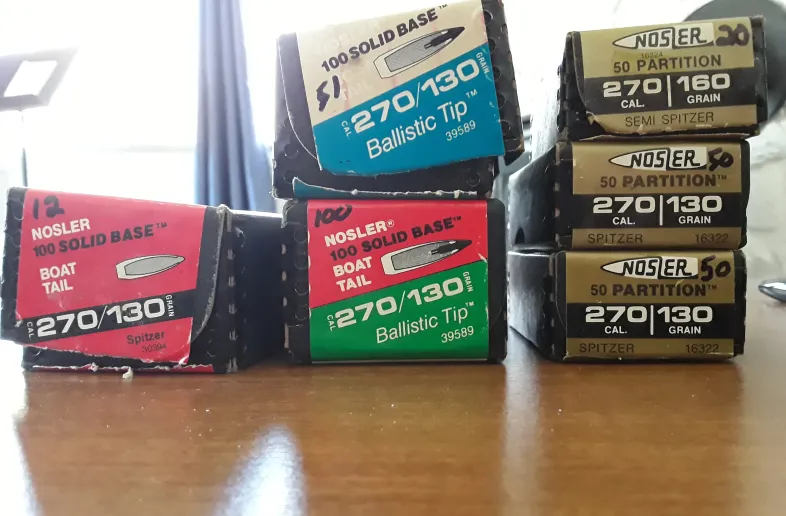 12
NOSLER
100 SOLID BASE™
BOAT
TAIL
CAL. 270/130 GRAIN
Spitzer
30394
100 SOLID BASE™
51
CAL. 270/130 GRAIN
Ballistic Tip™
39589
100
NOSLER®
100 SOLID BASE™
BOAT
TAIL
CAL. 270/130 GRAIN
Ballistic Tip™
39589
NOSLER 20
16324
50 PARTITION
270 | 160
CAL. GRAIN
SEMI SPITZER
NOSLER 50
50 PARTITION™
270 | 130
CAL. GRAIN
SPITZER 16322
NOSLER 50
50 PARTITION™
270 | 130
CAL. GRAIN
SPITZER 16322